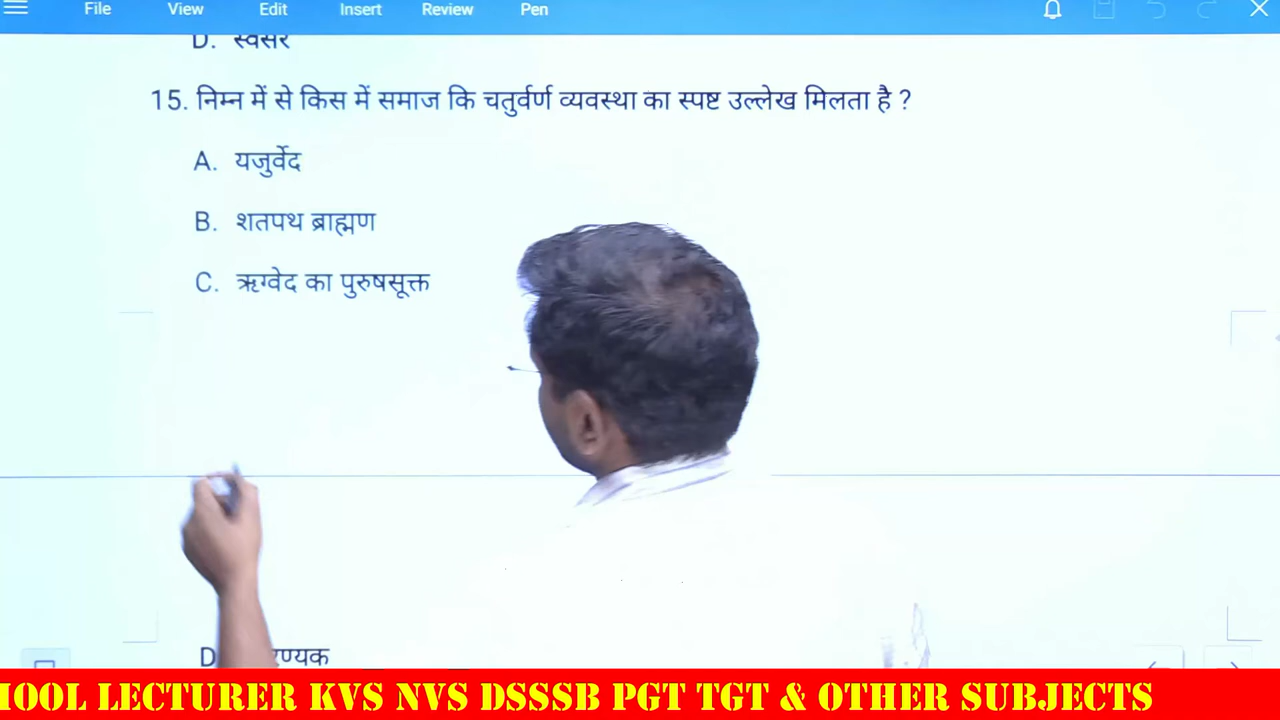 File View Edit Insert Review Pen
D. स्वसर
15. निम्न में से किस में समाज कि चतुर्वर्ण व्यवस्था का स्पष्ट उल्लेख मिलता है ?
A. यजुर्वेद
B. शतपथ ब्राह्मण
C. ऋग्वेद का पुरुषसूक्त
D
LECTURER KVS NVS DSSSB PGT TGT & OTHER SUBJECTS